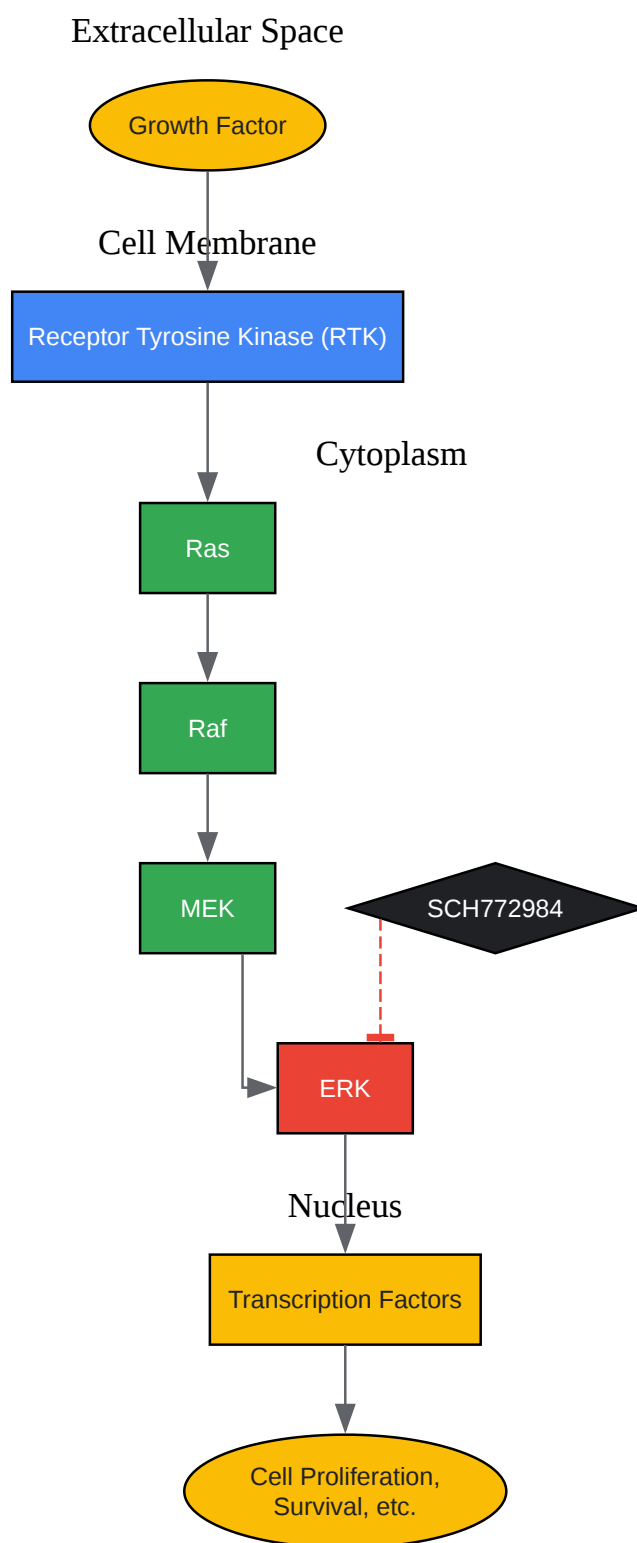 Extracellular Space
Growth Factor
Cell Membrane
Receptor Tyrosine Kinase (RTK)
Cytoplasm
Ras
Raf
MEK
SCH772984
ERK
Nucleus
Transcription Factors
Cell Proliferation,
Survival, etc.